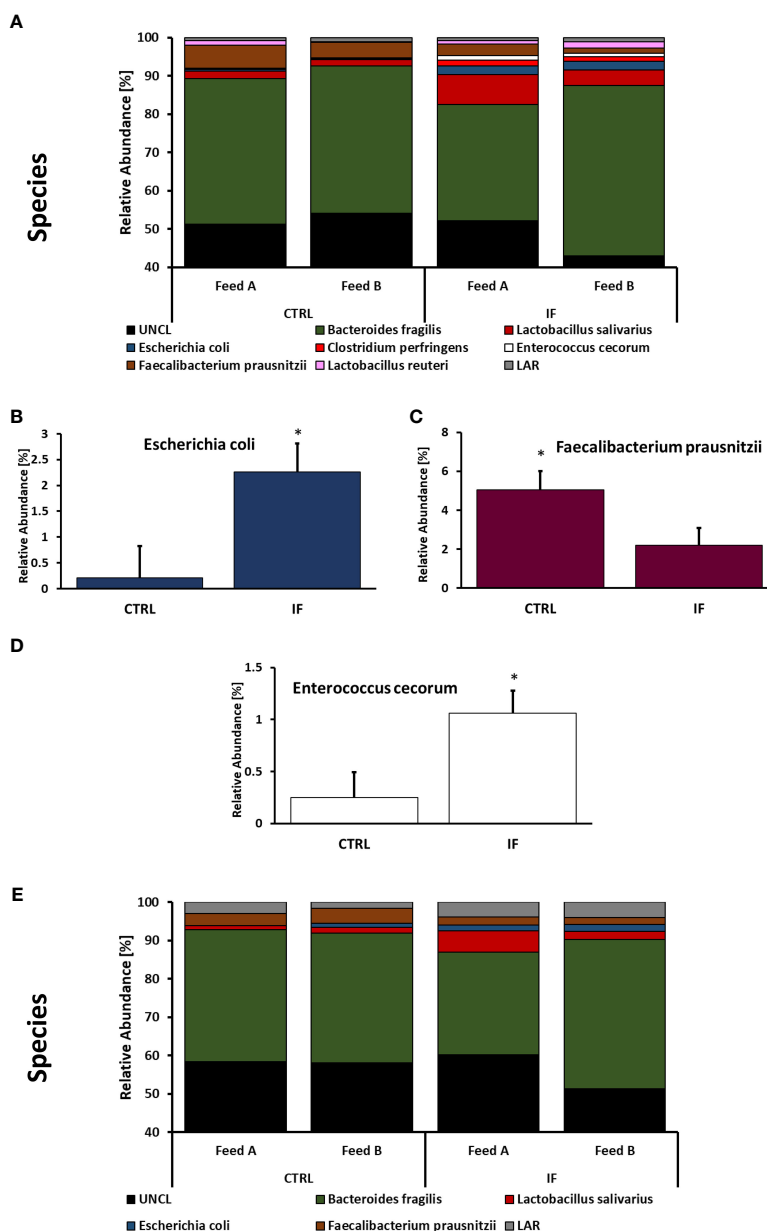 A
Species
Relative Abundance [%]
100
90
80
70
60
50
40
Feed A Feed B Feed A Feed B
CTRL IF
UNCL Bacteroides fragilis Lactobacillus salivarius
Escherichia coli Clostridium perfringens Enterococcus cecorum
Faecalibacterium prausnitzii Lactobacillus reuteri LAR
B
Escherichia coli
Relative Abundance [%]
3
2.5
2
1.5
1
0.5
0
*
CTRL IF
C
Faecalibacterium prausnitzii
Relative Abundance [%]
8
6
4
2
0
*
CTRL IF
D
Enterococcus cecorum
Relative Abundance [%]
1.5
1
0.5
0
*
CTRL IF
E
Species
Relative Abundance [%]
100
90
80
70
60
50
40
Feed A Feed B Feed A Feed B
CTRL IF
UNCL Bacteroides fragilis Lactobacillus salivarius
Escherichia coli Faecalibacterium prausnitzii LAR